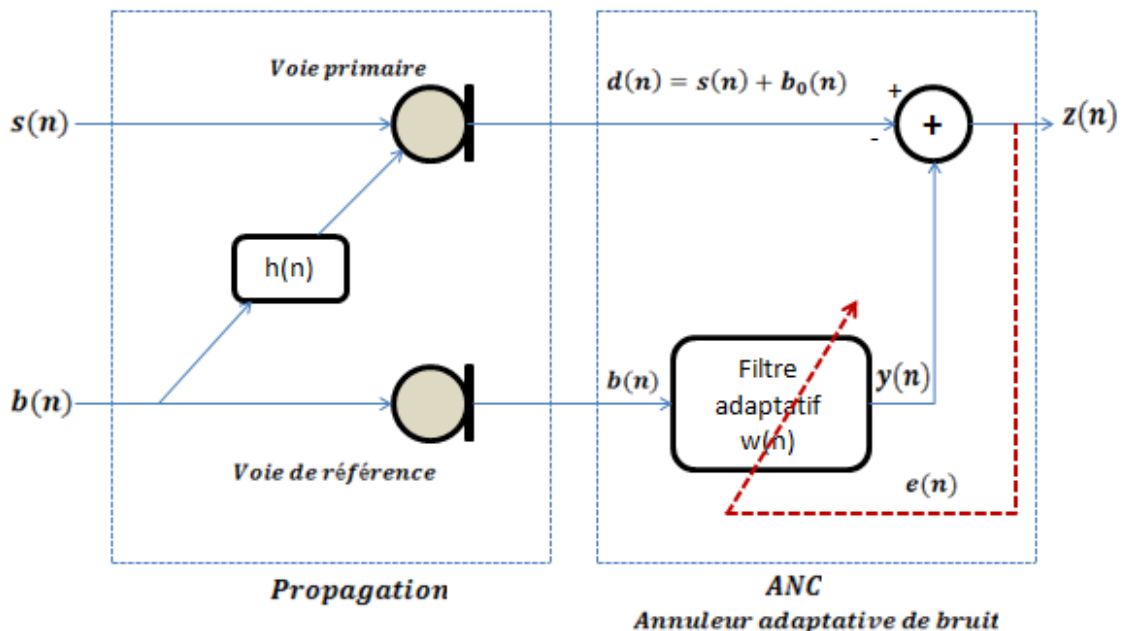 Voie primaire
d(n) = s(n) + b₀(n)
s(n)
+
-
+
z(n)
h(n)
b(n)
b(n)
Filtre
adaptatif
w(n)
y(n)
Voie de référence
e(n)
Propagation
ANC
Annuleur adaptative de bruit